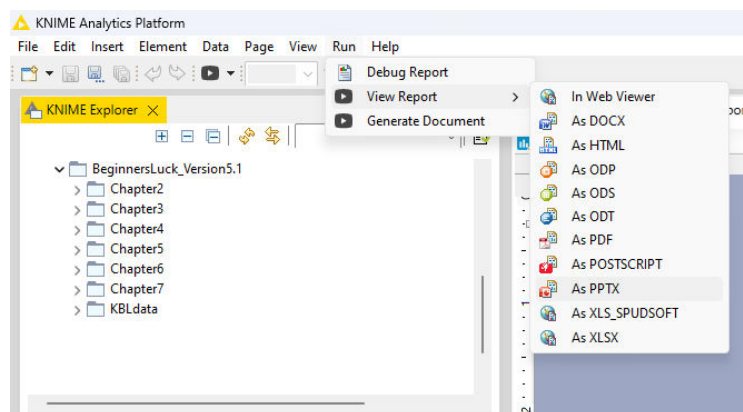 KNIME Analytics Platform
File Edit Insert Element Data Page View Run Help
Debug Report
View Report
Generate Document
In Web Viewer
As DOCX
As HTML
As ODP
As ODS
As ODT
As PDF
As POSTSCRIPT
As PPTX
As XLS_SPUDSOFT
As XLSX
KNIME Explorer
BeginnersLuck_Version5.1
Chapter2
Chapter3
Chapter4
Chapter5
Chapter6
Chapter7
KBLdata